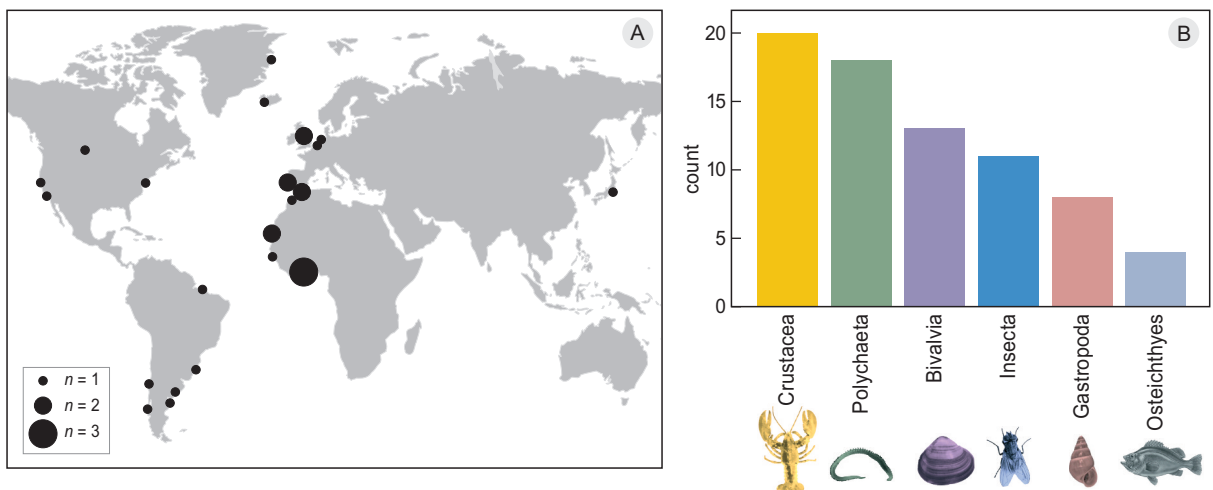 A
n = 1
n = 2
n = 3
B
count
20
15
10
5
0
Crustacea
Polychaeta
Bivalvia
Insecta
Gastropoda
Osteichthyes